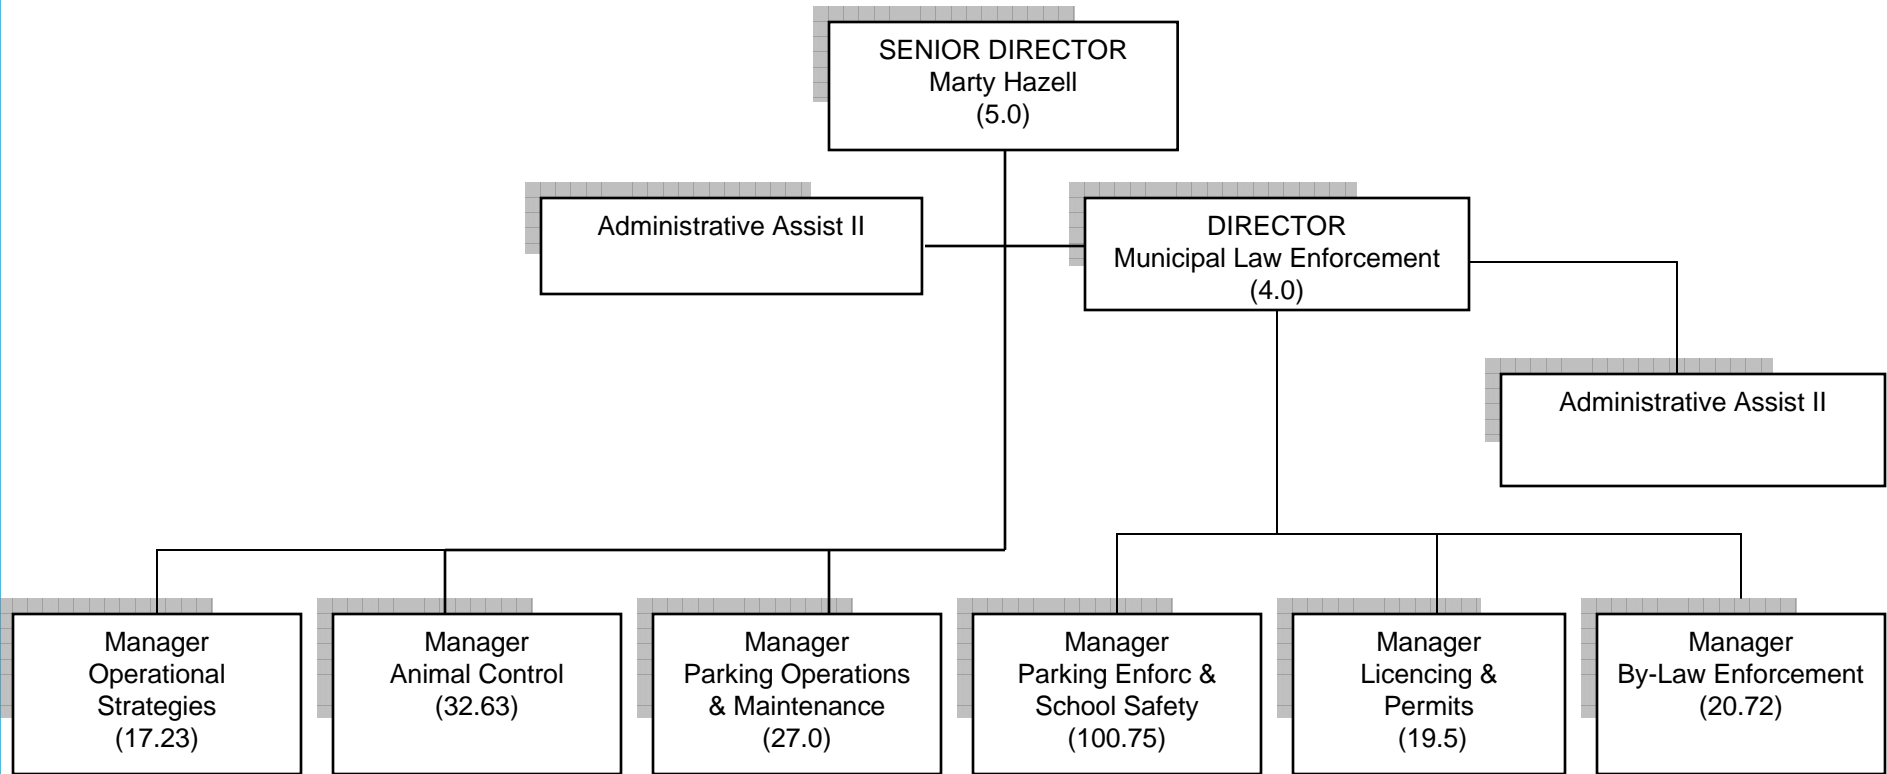 SENIOR DIRECTOR
Marty Hazell
(5.0)
Administrative Assist II
DIRECTOR
Municipal Law Enforcement
(4.0)
Administrative Assist II
Manager
Operational
Strategies
(17.23)
Manager
Animal Control
(32.63)
Manager
Parking Operations
& Maintenance
(27.0)
Manager
Parking Enforc &
School Safety
(100.75)
Manager
Licencing &
Permits
(19.5)
Manager
By-Law Enforcement
(20.72)